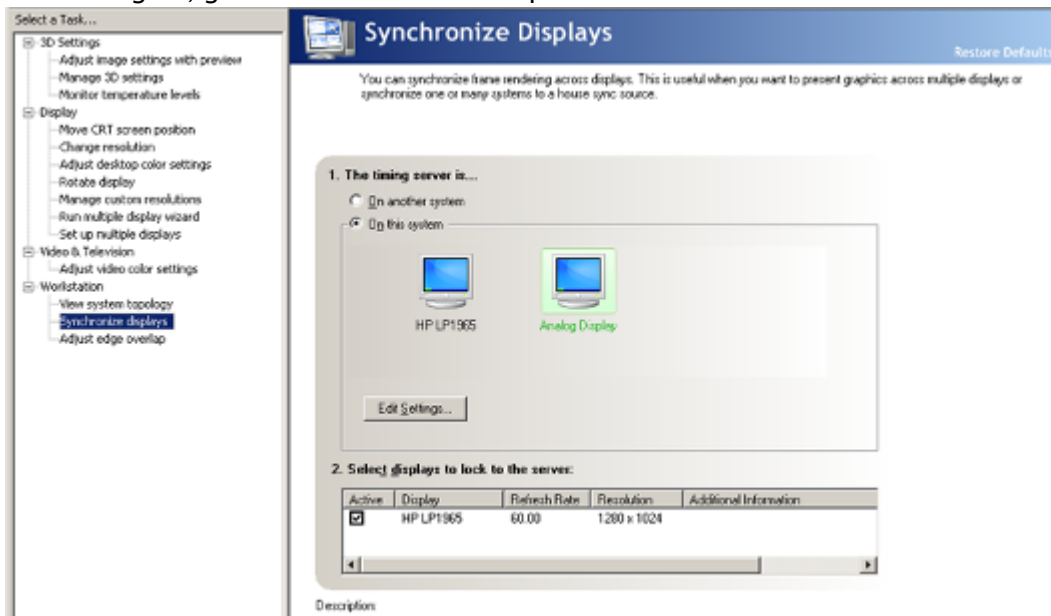 Select a Task...
3D Settings
Adjust image settings with preview
Manage 3D settings
Monitor temperature levels
Display
Move CRT screen position
Change resolution
Adjust desktop color settings
Rotate display
Manage custom resolutions
Run multiple display wizard
Set up multiple displays
Video & Television
Adjust video color settings
Workstation
View system topology
Synchronize displays
Adjust edge overlap
Synchronize Displays
Restore Defaults
You can synchronize frame rendering across displays. This is useful when you want to present graphics across multiple displays or
synchronize one or many systems to a house sync source.
1. The timing server is...
On another system
On this system
HP LP1965
Analog Display
Edit Settings...
2. Select displays to lock to the server:
Active Display Refresh Rate Resolution Additional Information
HP LP1965 60.00 1280 x 1024
Description: